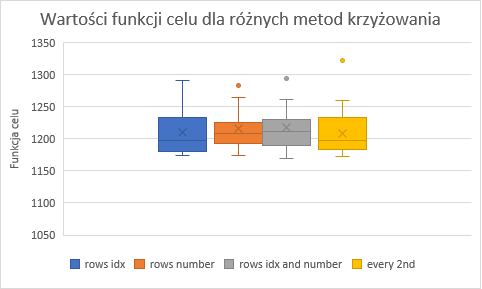 Wartości funkcji celu dla różnych metod krzyżowania
1350
1300
1250
1200
1150
1100
1050
Funkcja celu
rows idx rows number rows idx and number every 2nd